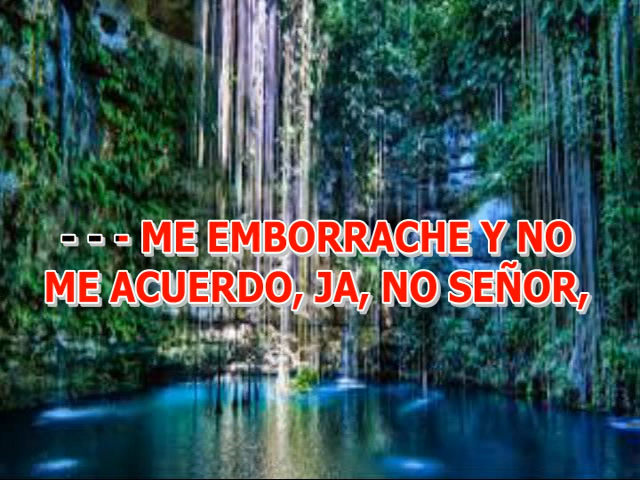 - - - ME EMBORRACHE Y NO
ME ACUERDO, JA, NO SEÑOR,